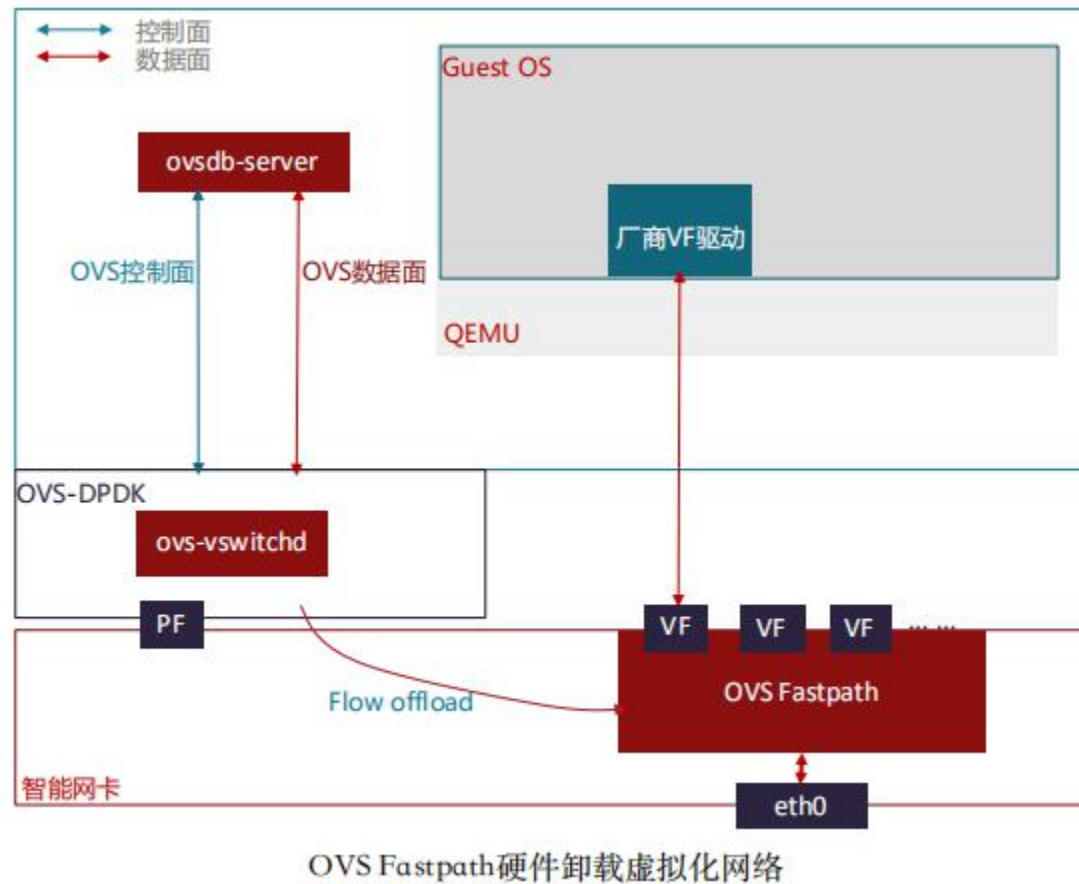 控制面
数据面
Guest OS
ovsdb-server
厂商VF驱动
OVS控制面
OVS数据面
QEMU
OVS-DPDK
ovs-vswitchd
PF
VF
VF
VF
... ...
OVS Fastpath
Flow offload
智能网卡
eth0
OVS Fastpath硬件卸载虚拟化网络